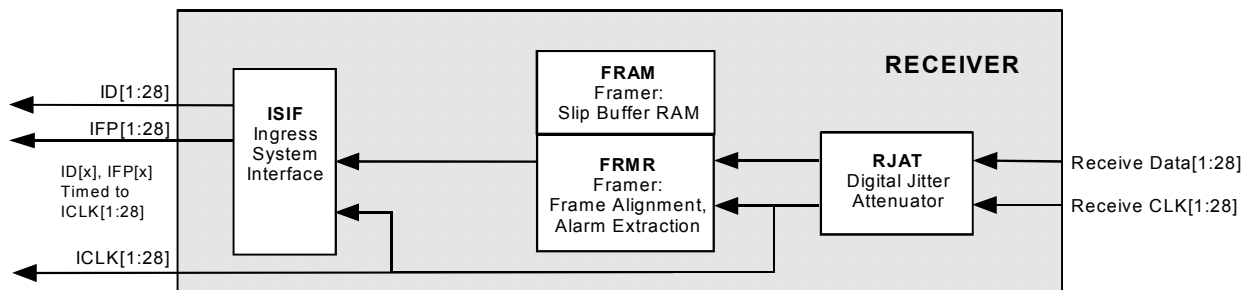 RECEIVER
ID[1:28]
IFP[1:28]
ID[x], IFP[x]
Timed to
ICLK[1:28]
ICLK[1:28]
ISIF
Ingress
System
Interface
FRAM
Framer:
Slip Buffer RAM
FRMR
Framer:
Frame Alignment,
Alarm Extraction
RJAT
Digital Jitter
Attenuator
Receive Data[1:28]
Receive CLK[1:28]